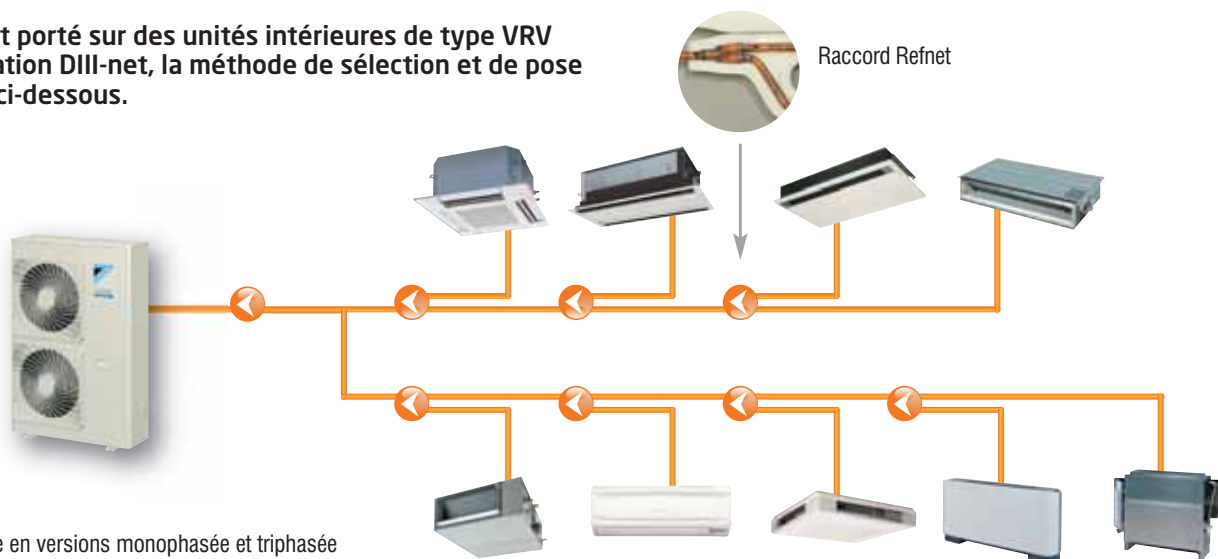 t porté sur des unités intérieures de type VRV
ation DIII-net, la méthode de sélection et de pose
ci-dessous.
Raccord Refnet
e en versions monophasée et triphasée